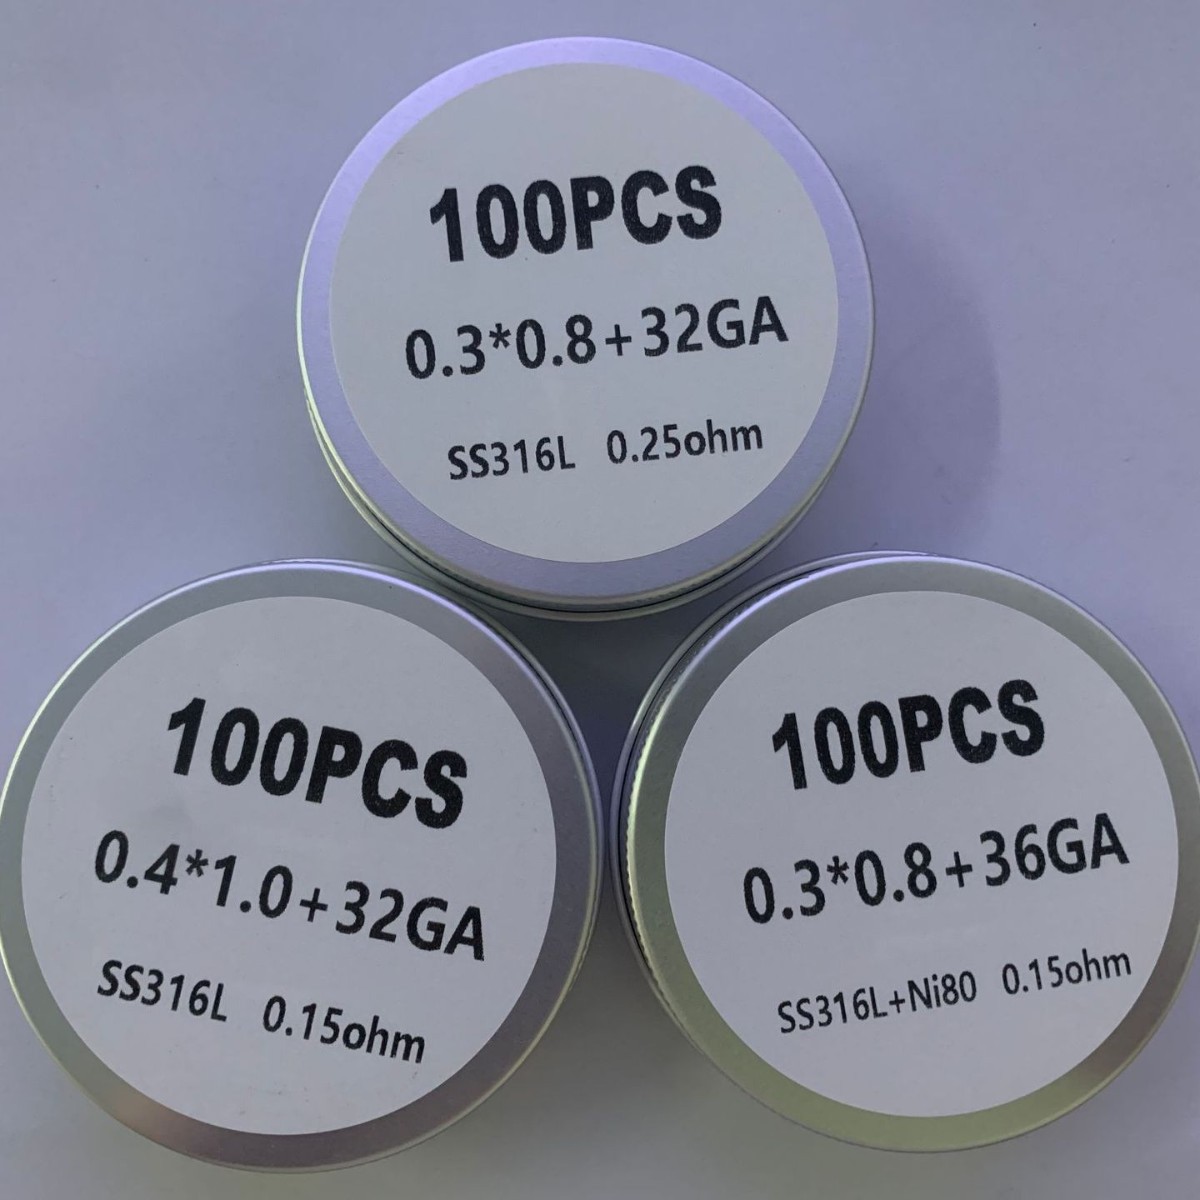 100PCS
0.3*0.8+32GA
SS316L 0.25ohm
100PCS
0.4*1.0+32GA
SS316L 0.15ohm
100PCS
0.3*0.8+36GA
SS316L+Ni80 0.15ohm